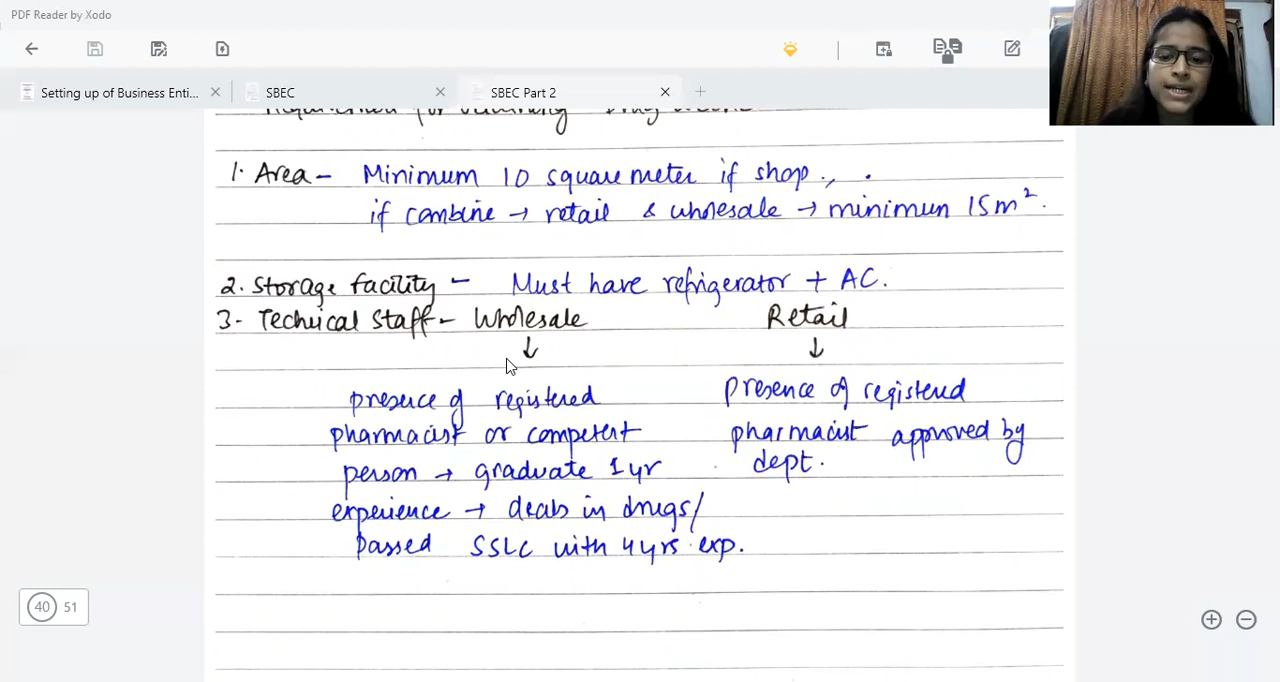 PDF Reader by Xodo
Setting up of Business Enti...
SBEC
SBEC Part 2
1. Area - Minimum 10 square meter if shop.,
if combine → retail & wholesale → minimun 15m².
2. Storage facility - Must have refrigerator + AC.
3- Technical Staff - Wholesale Retail
↓ ↓
presence of registered presence of registerd
pharmacist or competent pharmacist approved by
person → graduate 1yr dept.
experience → deals in drugs/
passed SSLC with 4yrs exp.
40 51